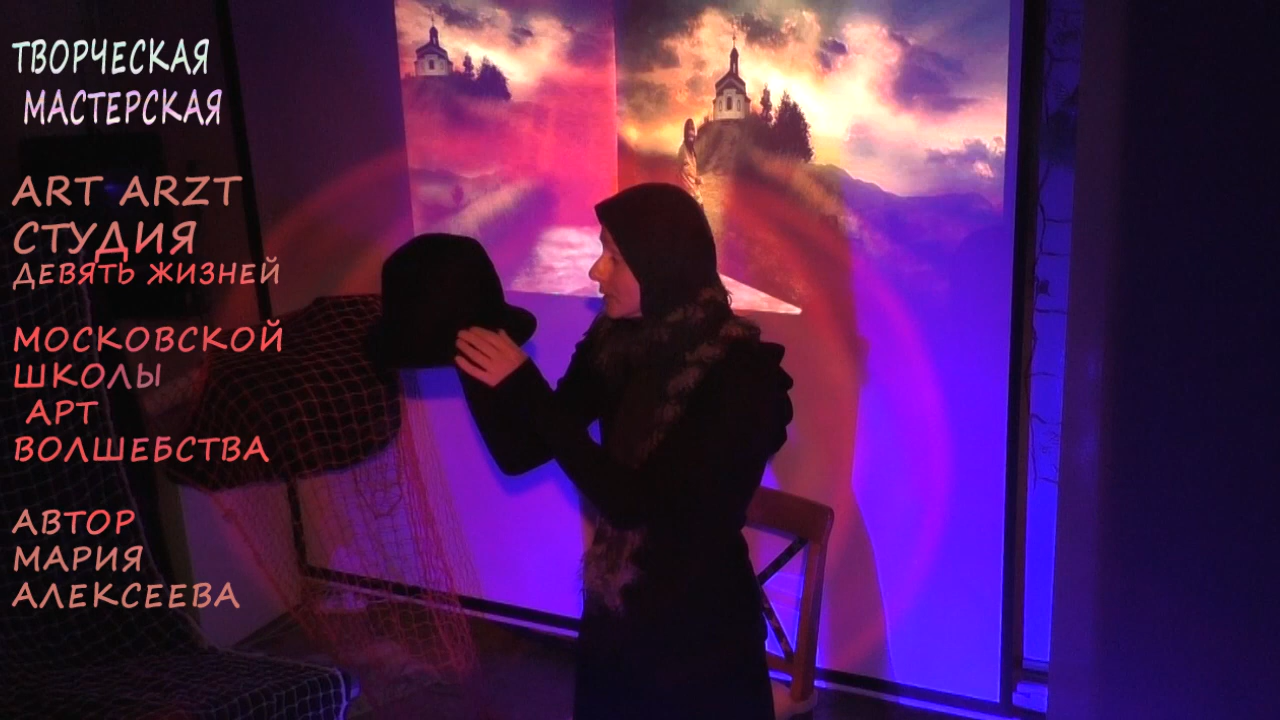 ТВОРЧЕСКАЯ
МАСТЕРСКАЯ
ART ARZT
СТУДИЯ
ДЕВЯТЬ ЖИЗНЕЙ
МОСКОВСКОЙ
ШКОЛЫ
АРТ
ВОЛШЕБСТВА
АВТОР
МАРИЯ
АЛЕКСЕЕВА